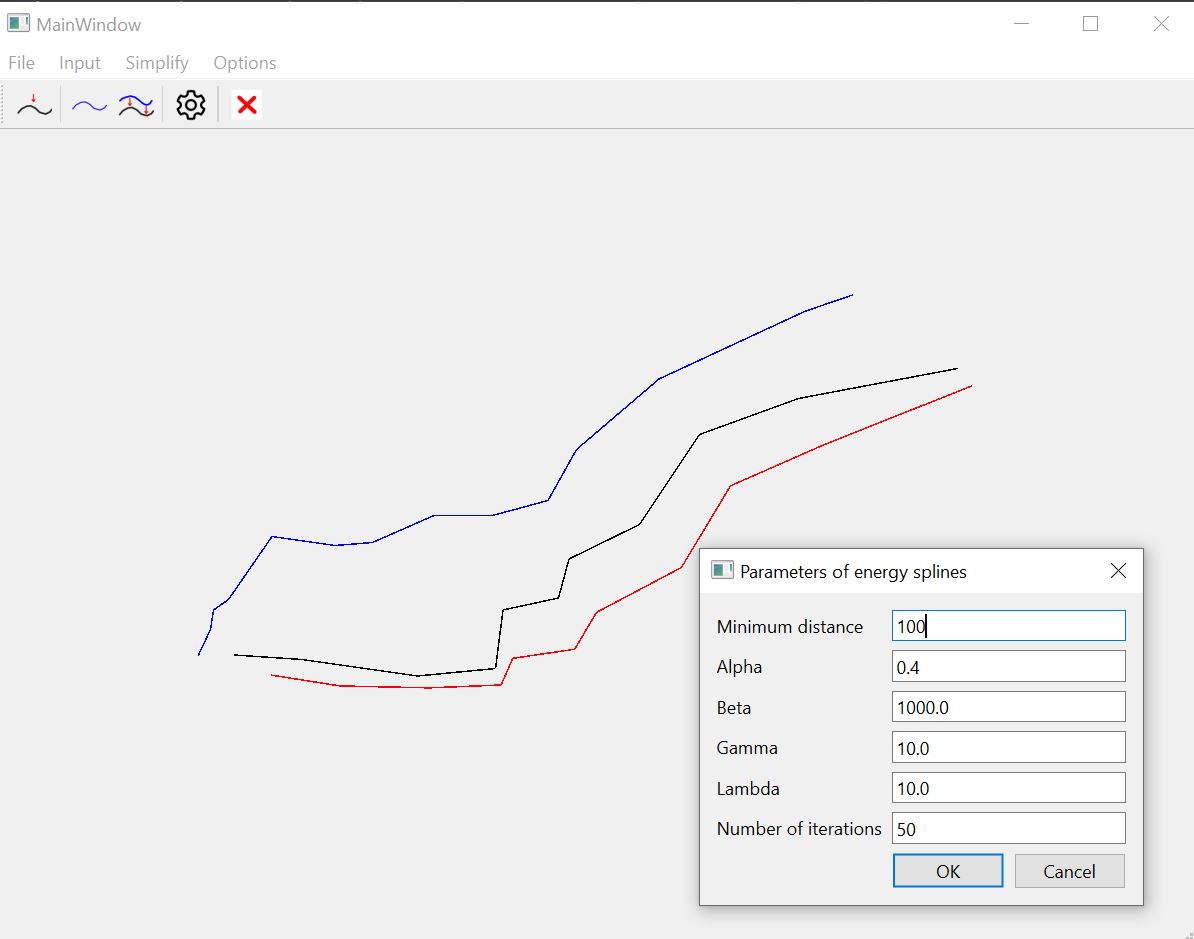 MainWindow
File Input Simplify Options
Parameters of energy splines
Minimum distance 100
Alpha 0.4
Beta 1000.0
Gamma 10.0
Lambda 10.0
Number of iterations 50
OK Cancel